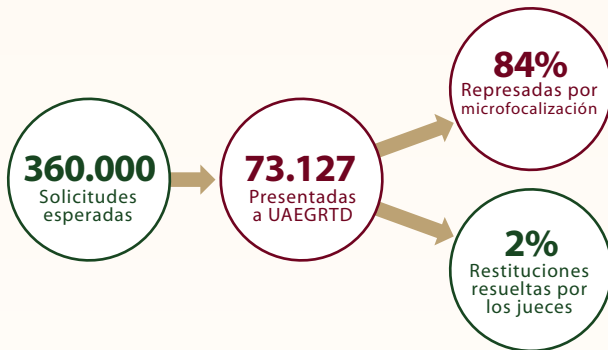 360.000
Solicitudes
esperadas
73.127
Presentadas
a UAEGRTD
84%
Represadas por
microfocalización
2%
Restituciones
resueltas por
los jueces